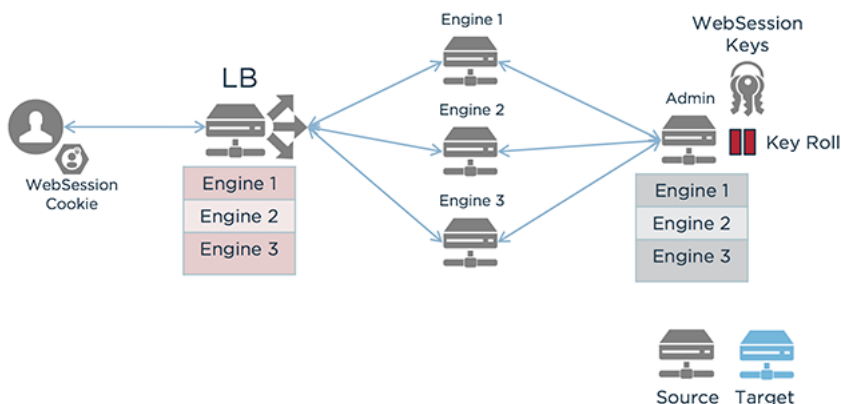 Engine 1
WebSession
Keys
LB
Admin
Engine 2
Key Roll
WebSession
Cookie
Engine 1
Engine 2
Engine 3
Engine 3
Engine 1
Engine 2
Engine 3
Source
Target